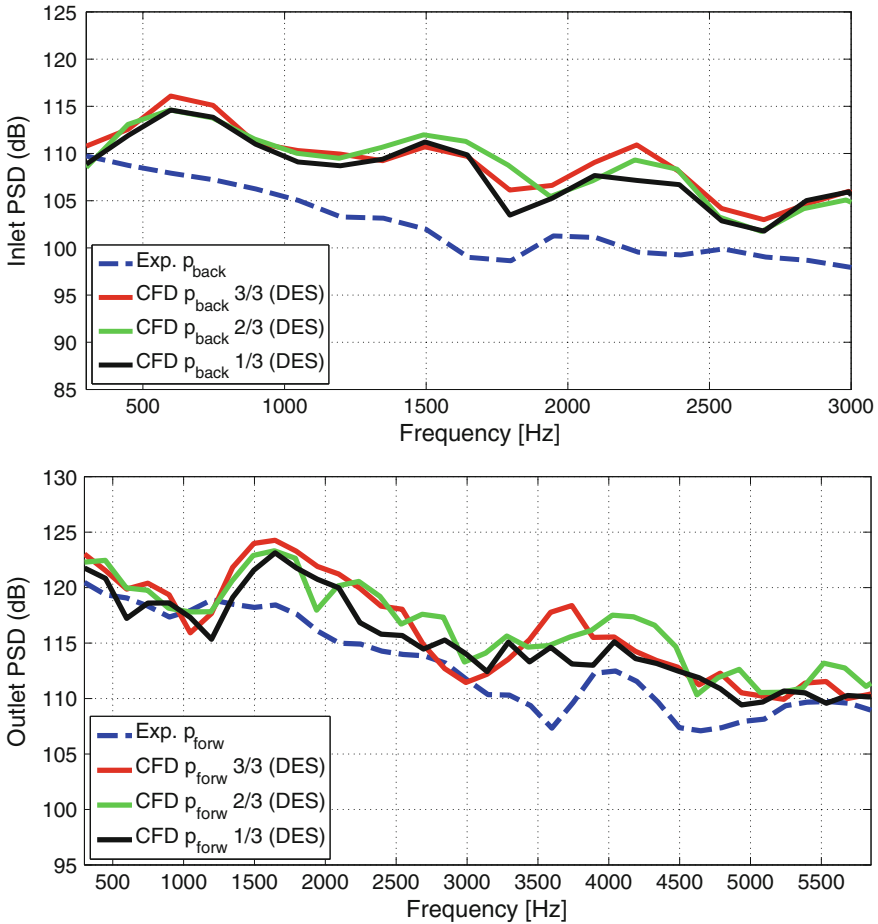 125
120
115
110
105
100
95
90
85
Inlet PSD (dB)
Exp. p_back
CFD p_back 3/3 (DES)
CFD p_back 2/3 (DES)
CFD p_back 1/3 (DES)
500 1000 1500 2000 2500 3000
Frequency [Hz]
130
125
120
115
110
105
100
95
Outlet PSD (dB)
Exp. p_forw
CFD p_forw 3/3 (DES)
CFD p_forw 2/3 (DES)
CFD p_forw 1/3 (DES)
500 1000 1500 2000 2500 3000 3500 4000 4500 5000 5500
Frequency [Hz]